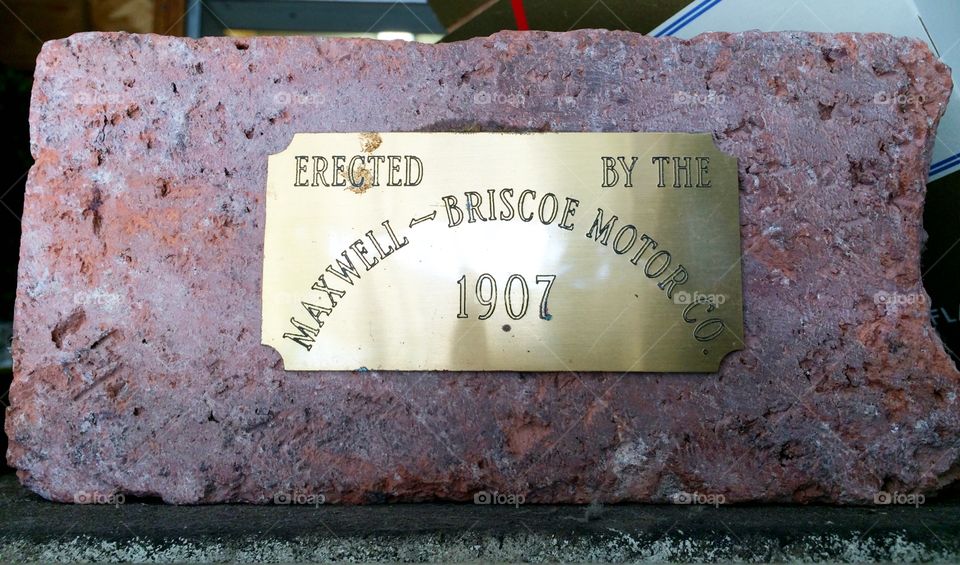 ERECTED BY THE
MAXWELL - BRISCOE MOTOR CO.
1907